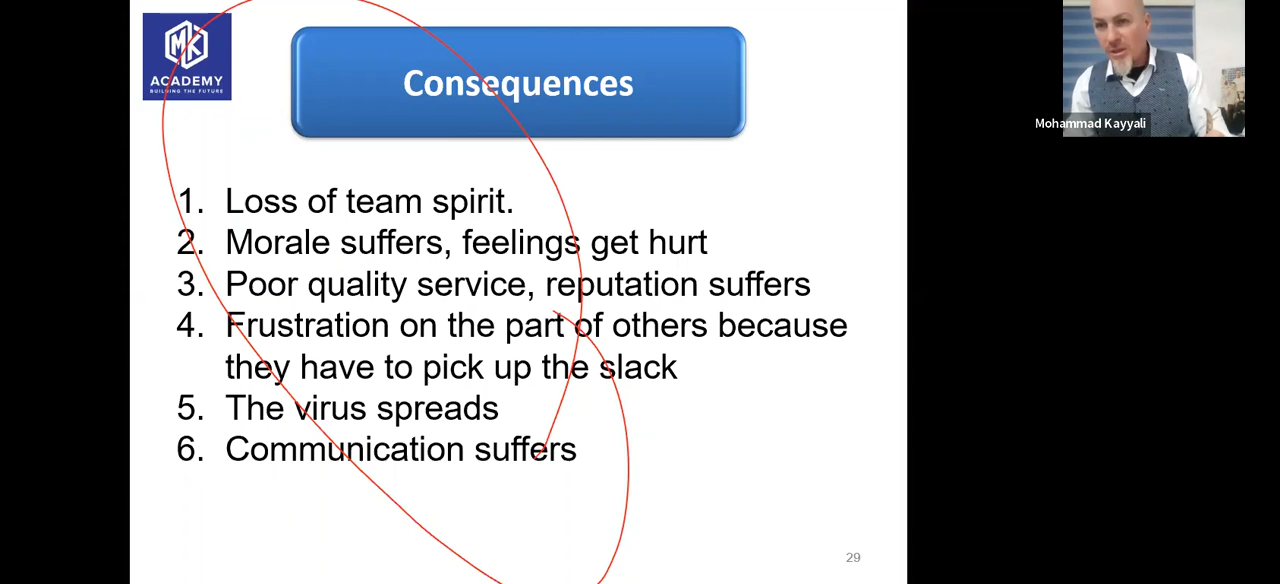 MK
ACADEMY
BUILDING THE FUTURE
Consequences
Mohammad Kayyali
1. Loss of team spirit.
2. Morale suffers, feelings get hurt
3. Poor quality service, reputation suffers
4. Frustration on the part of others because
they have to pick up the slack
5. The virus spreads
6. Communication suffers
29